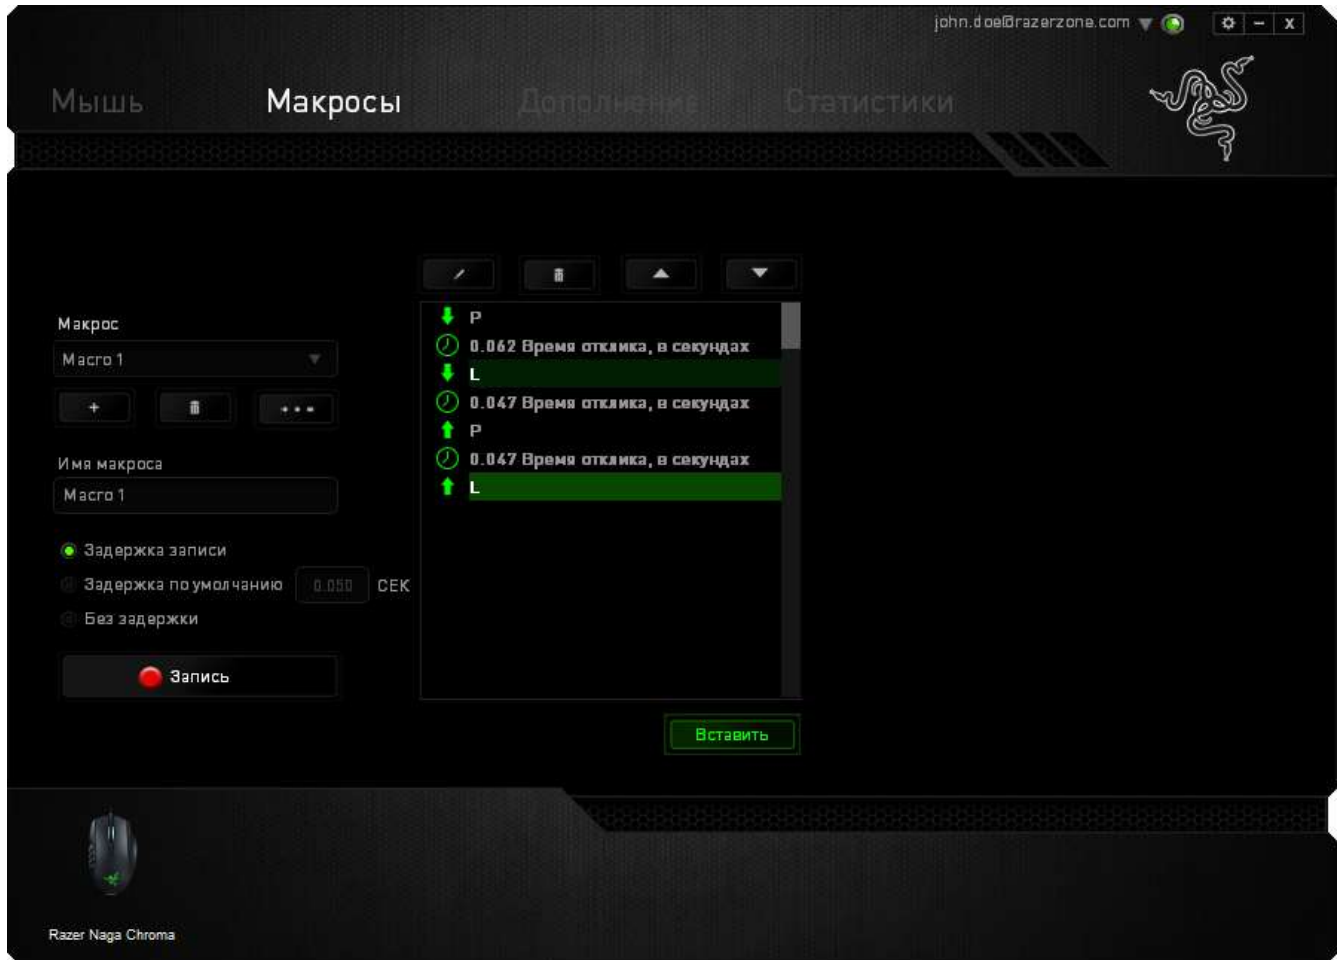 john.doe@razerzone.com
Мышь Макросы Дополнение Статистики
Макрос
Macro 1
Имя макроса
Macro 1
Задержка записи
Задержка по умолчанию 0.050 СЕК
Без задержки
Запись
P
0.062 Время отклика, в секундах
L
0.047 Время отклика, в секундах
P
0.047 Время отклика, в секундах
L
Вставить
Razer Naga Chroma